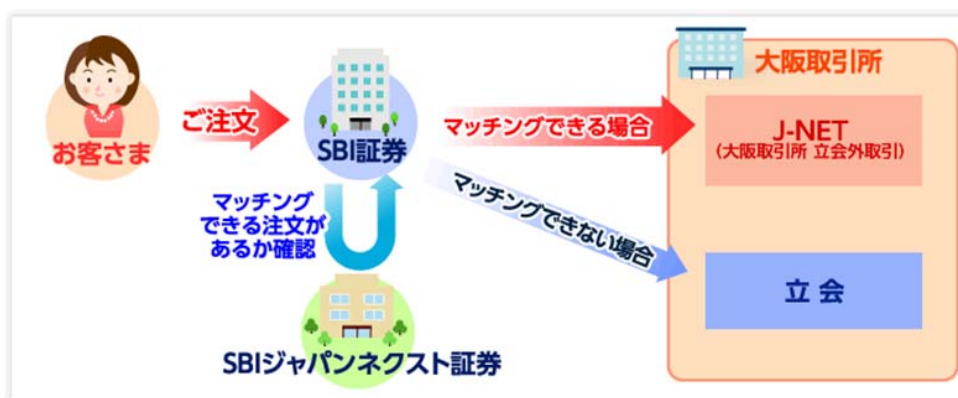 お客さま
ご注文
SBI証券
マッチング
できる注文が
あるか確認
SBIジャパンネクスト証券
マッチングできる場合
マッチングできない場合
大阪取引所
J-NET
(大阪取引所 立会外取引)
立会